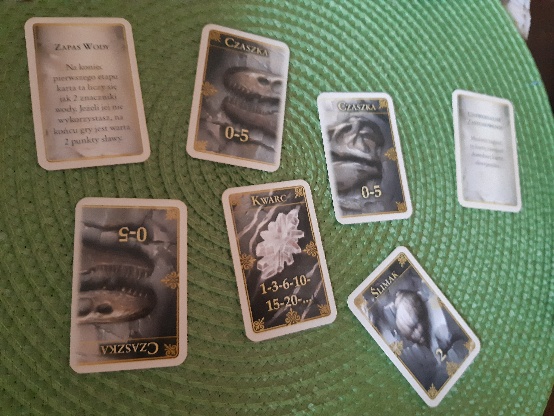 Zapas Wody
Na koniec
pierwszego etapu
karta ta liczy się
jak 2 znaczniki
wody. Jeżeli jej nie
wykorzystasz, na
końcu gry jest warta
2 punkty sławy.
Czaszka
0-5
Czaszka
0-5
Czaszka
0-5
Kwarc
1-3-6-10-
15-20-...
Ślimak
2